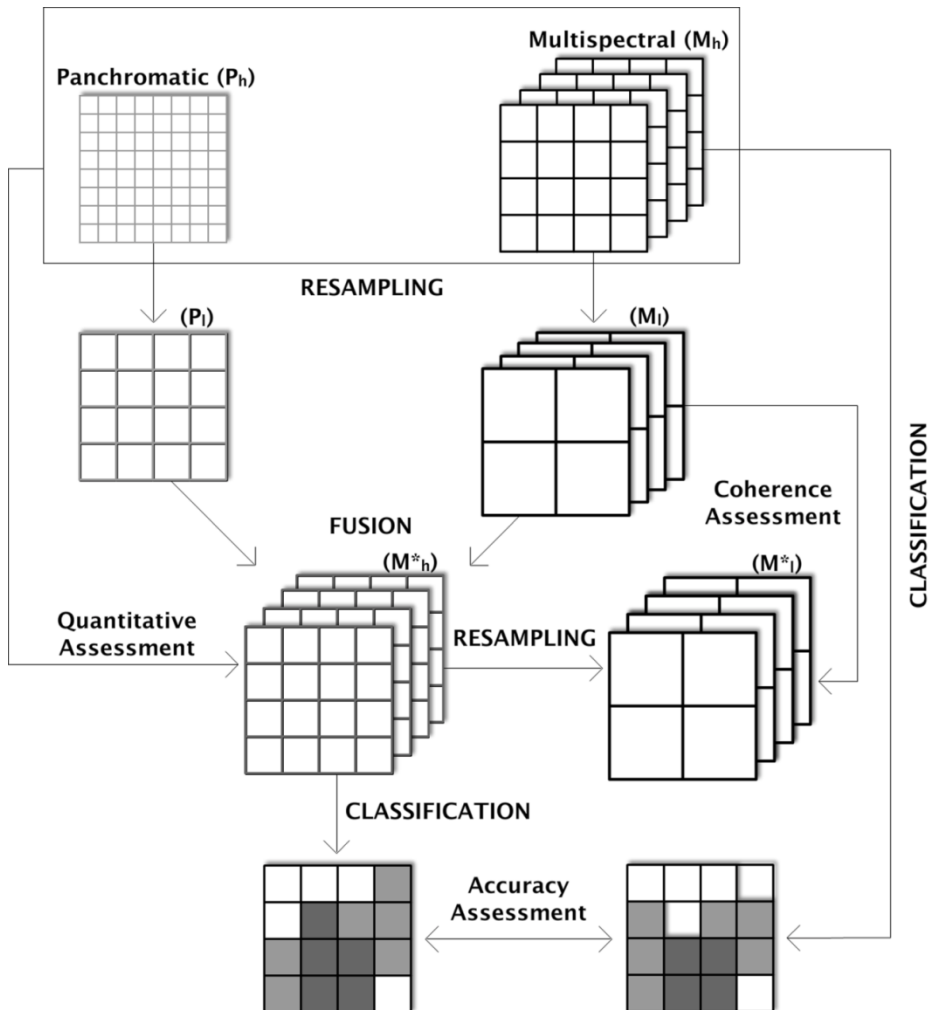 Multispectral (Mh)
Panchromatic (Ph)
RESAMPLING
(Pl)
(Ml)
Coherence
Assessment
CLASSIFICATION
FUSION
(M*h)
(M*l)
Quantitative
Assessment
RESAMPLING
CLASSIFICATION
Accuracy
Assessment